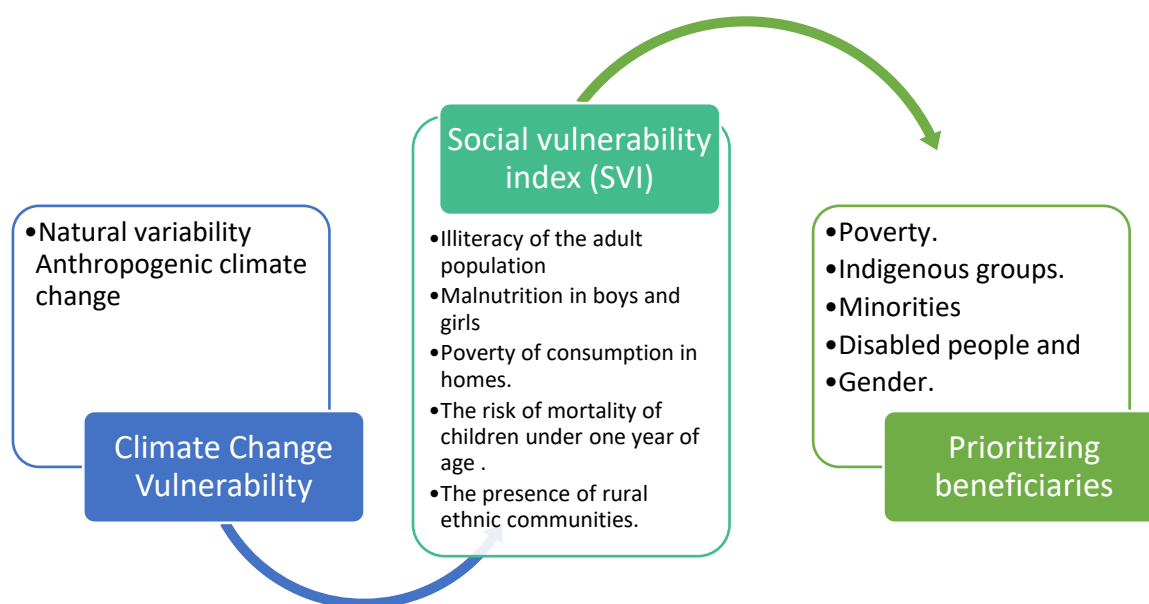 •Natural variability
Anthropogenic climate
change
Climate Change
Vulnerability
Social vulnerability
index (SVI)
•Illiteracy of the adult
population
•Malnutrition in boys and
girls
•Poverty of consumption in
homes.
•The risk of mortality of
children under one year of
age .
•The presence of rural
ethnic communities.
•Poverty.
•Indigenous groups.
•Minorities
•Disabled people and
•Gender.
Prioritizing
beneficiaries